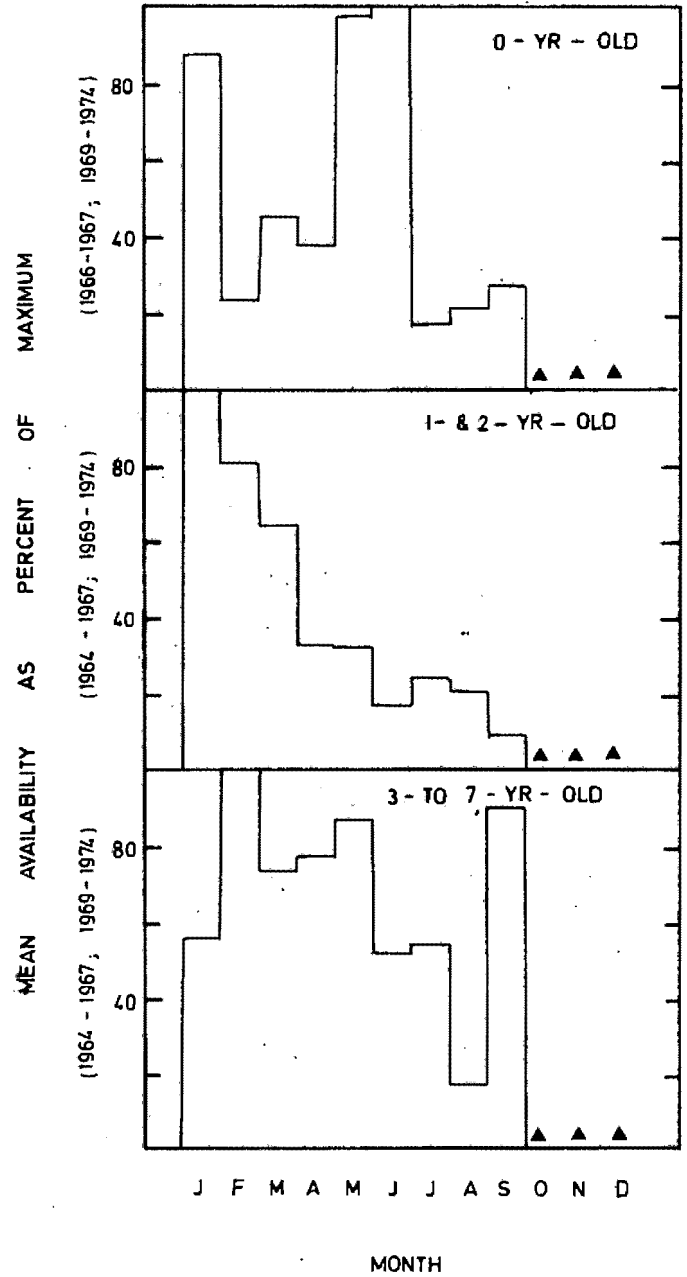 MEAN AVAILABILITY AS PERCENT OF MAXIMUM
(1966-1967; 1969-1974)
80
40
0 - YR - OLD
▲ ▲ ▲
(1964 - 1967; 1969-1974)
80
40
1- & 2 - YR - OLD
▲ ▲ ▲
(1964 - 1967; 1969-1974)
80
40
3 - TO 7 - YR - OLD
▲ ▲ ▲
J F M A M J J A S O N D
MONTH